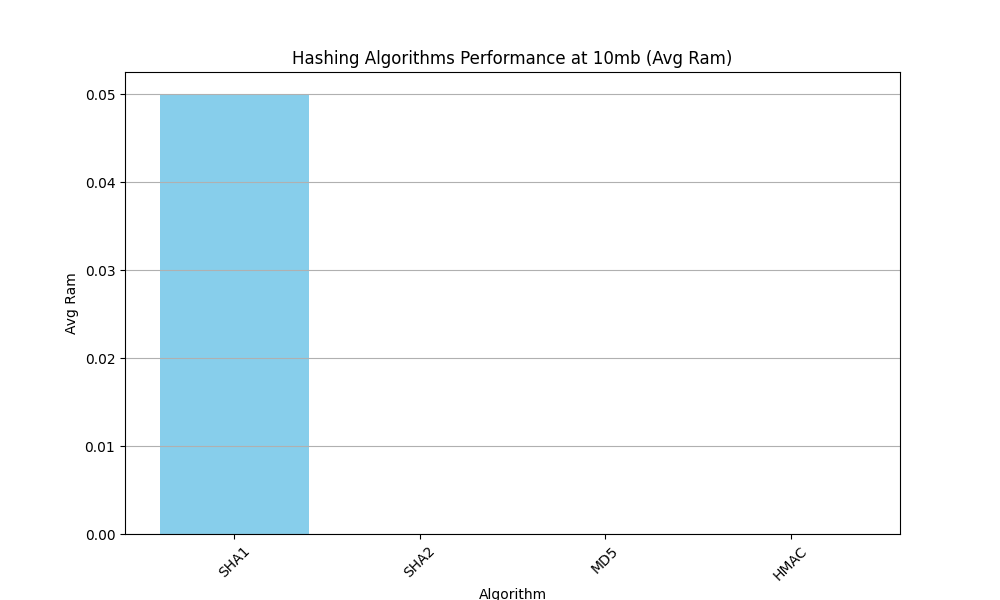 Hashing Algorithms Performance at 10mb (Avg Ram)
0.05
0.04
0.03
0.02
0.01
0.00
Avg Ram
SHA1
SHA2
MD5
HMAC
Algorithm